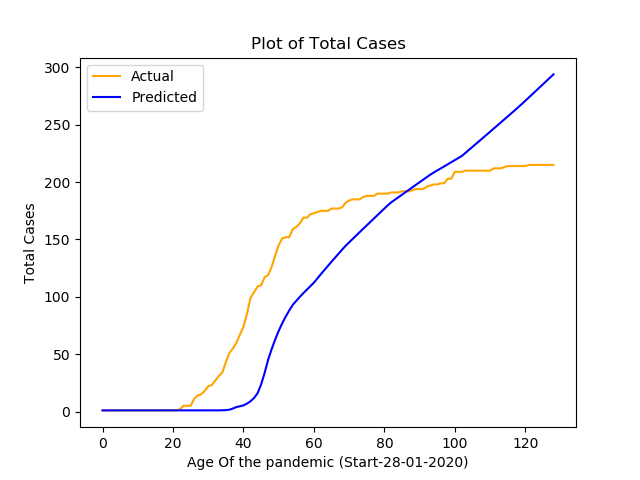 Plot of Total Cases
Actual
Predicted
300
250
200
150
100
50
0
Total Cases
0 20 40 60 80 100 120
Age Of the pandemic (Start-28-01-2020)